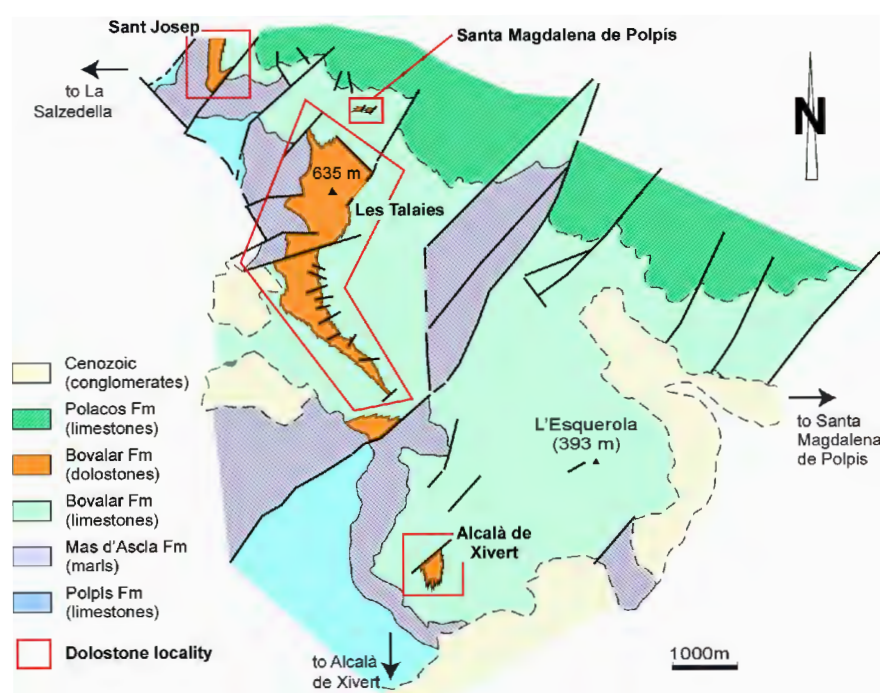 Sant Josep
Santa Magdalena de Polpís
to La
Salzedella
N
635 m
Les Talaies
Cenozoic
(conglomerates)
Polacos Fm
(limestones)
Bovalar Fm
(dolostones)
Bovalar Fm
(limestones)
Mas d'Ascla Fm
(marls)
Polpís Fm
(limestones)
Dolostone locality
L'Esquerola
(393 m)
to Santa
Magdalena
de Polpis
Alcalà de
Xivert
to Alcalà
de Xivert
1000m